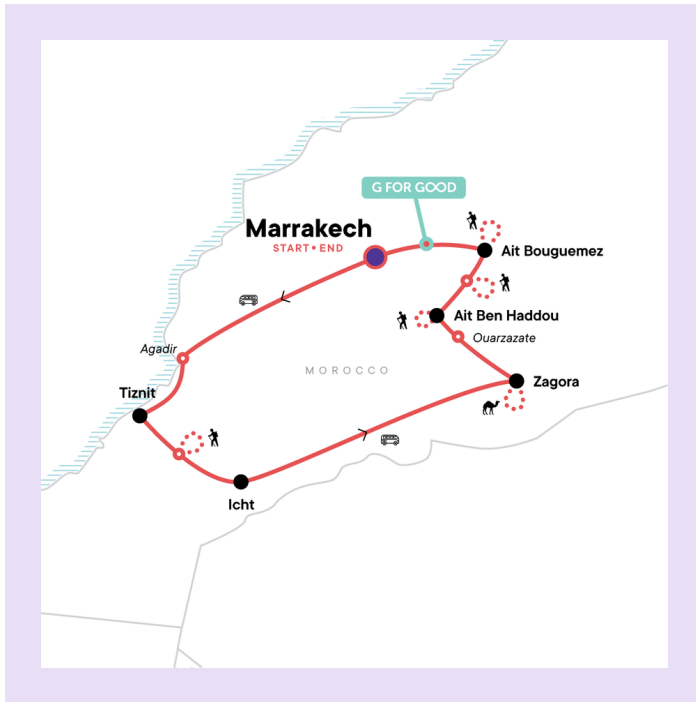 G FOR GOOD
Marrakech
START • END
Ait Bouguemez
Ait Ben Haddou
Ouarzazate
Agadir
MOROCCO
Zagora
Tiznit
Icht